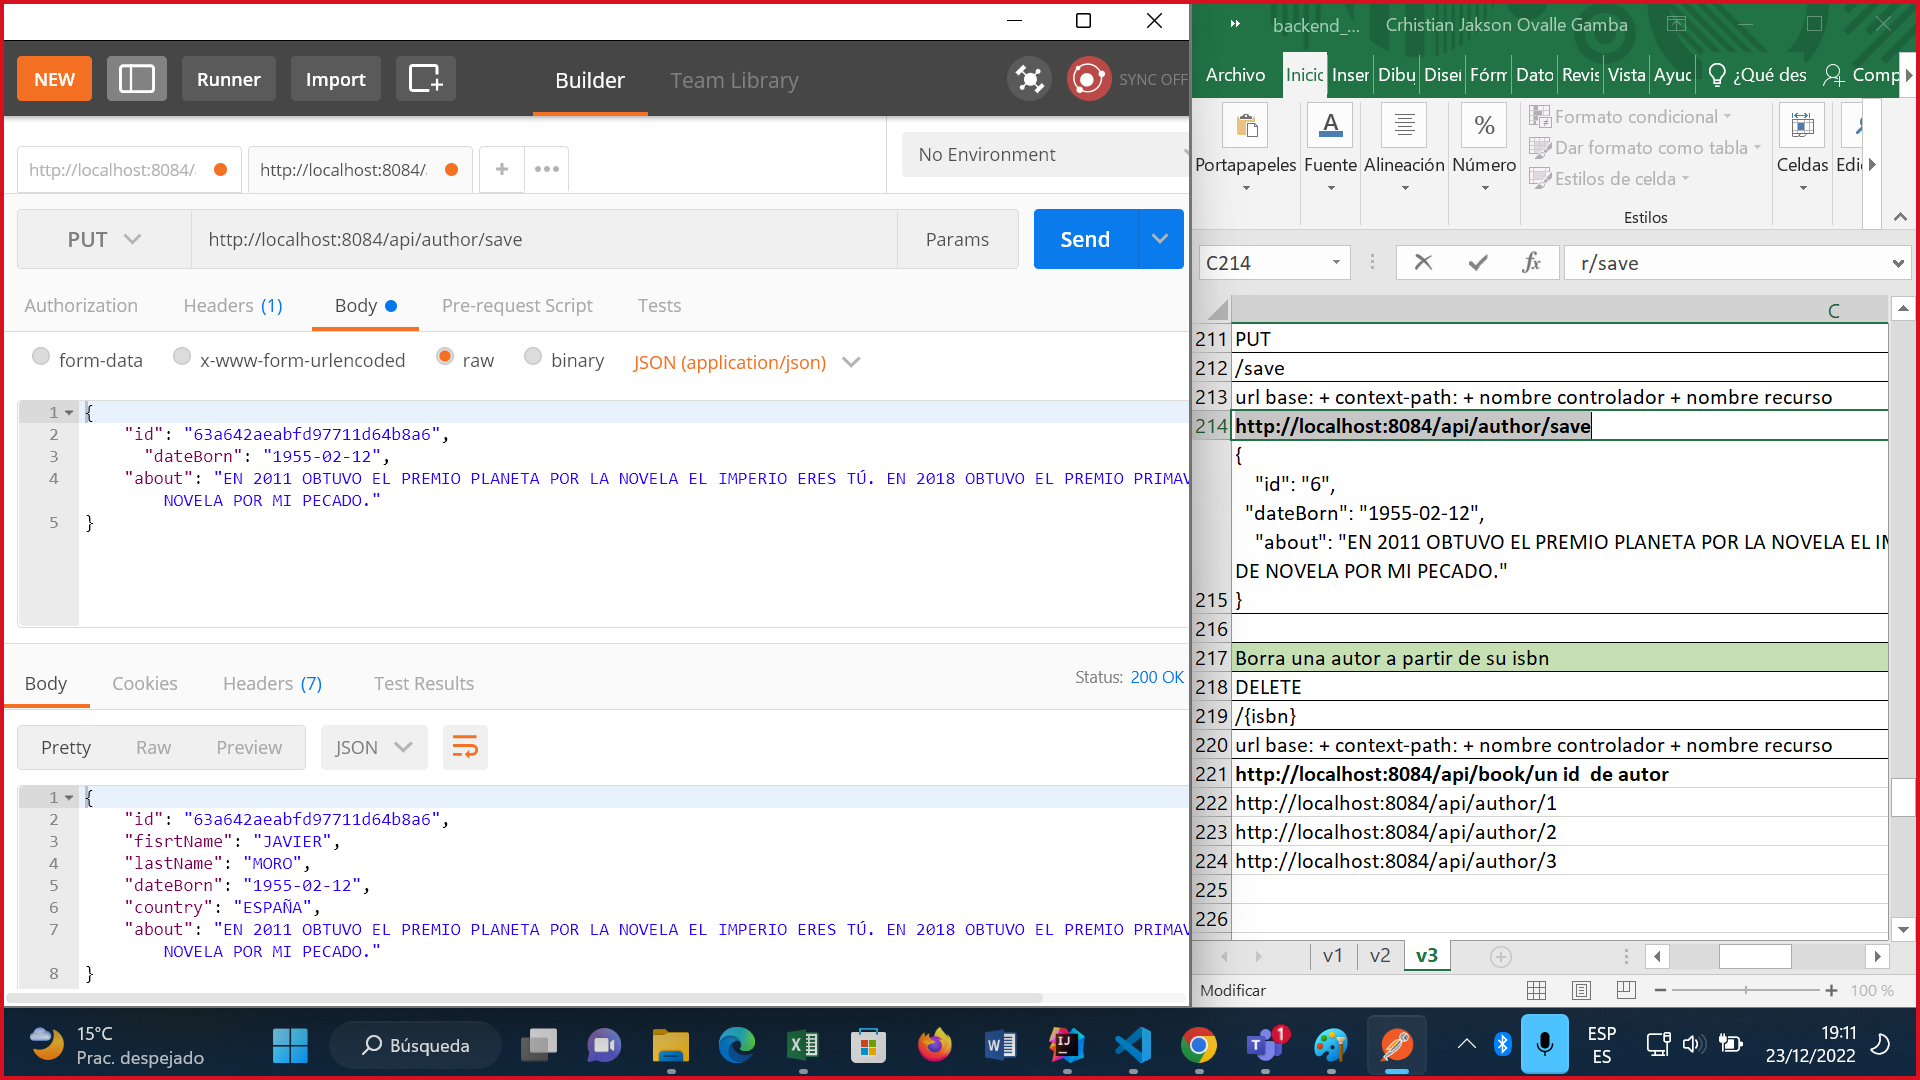 NEW
Runner
Import
Builder
Team Library
SYNC OFF
http://localhost:8084/
http://localhost:8084/
No Environment
PUT
http://localhost:8084/api/author/save
Params
Send
Authorization
Headers (1)
Body
Pre-request Script
Tests
form-data
x-www-form-urlencoded
raw
binary
JSON (application/json)
1 {
2 "id": "63a642aeabfd97711d64b8a6",
3 "dateBorn": "1955-02-12",
4 "about": "EN 2011 OBTUVO EL PREMIO PLANETA POR LA NOVELA EL IMPERIO ERES TÚ. EN 2018 OBTUVO EL PREMIO PRIMAV
NOVELA POR MI PECADO."
5 }
Body
Cookies
Headers (7)
Test Results
Status: 200 OK
Pretty
Raw
Preview
JSON
1 {
2 "id": "63a642aeabfd97711d64b8a6",
3 "fisrtName": "JAVIER",
4 "lastName": "MORO",
5 "dateBorn": "1955-02-12",
6 "country": "ESPAÑA",
7 "about": "EN 2011 OBTUVO EL PREMIO PLANETA POR LA NOVELA EL IMPERIO ERES TÚ. EN 2018 OBTUVO EL PREMIO PRIMAV
NOVELA POR MI PECADO."
8 }
backend_...
Crhistian Jakson Ovalle Gamba
Archivo
Inicio
Inser
Dibu
Disei
Fórm
Dato
Revis
Vista
Ayuc
¿Qué des
Comp
Portapapeles
Fuente
Alineación
Número
Formato condicional
Dar formato como tabla
Estilos de celda
Estilos
Celdas
Edic
C214
fx
r/save
C
211 PUT
212 /save
213 url base: + context-path: + nombre controlador + nombre recurso
214 http://localhost:8084/api/author/save
{
"id": "6",
"dateBorn": "1955-02-12",
"about": "EN 2011 OBTUVO EL PREMIO PLANETA POR LA NOVELA EL IM
DE NOVELA POR MI PECADO."
215 }
216
217 Borra una autor a partir de su isbn
218 DELETE
219 /{isbn}
220 url base: + context-path: + nombre controlador + nombre recurso
221 http://localhost:8084/api/book/un id  de autor
222 http://localhost:8084/api/author/1
223 http://localhost:8084/api/author/2
224 http://localhost:8084/api/author/3
225
226
v1
v2
v3
Modificar
100 %
15°C
Prac. despejado
Búsqueda
1
ESP
ES
19:11
23/12/2022